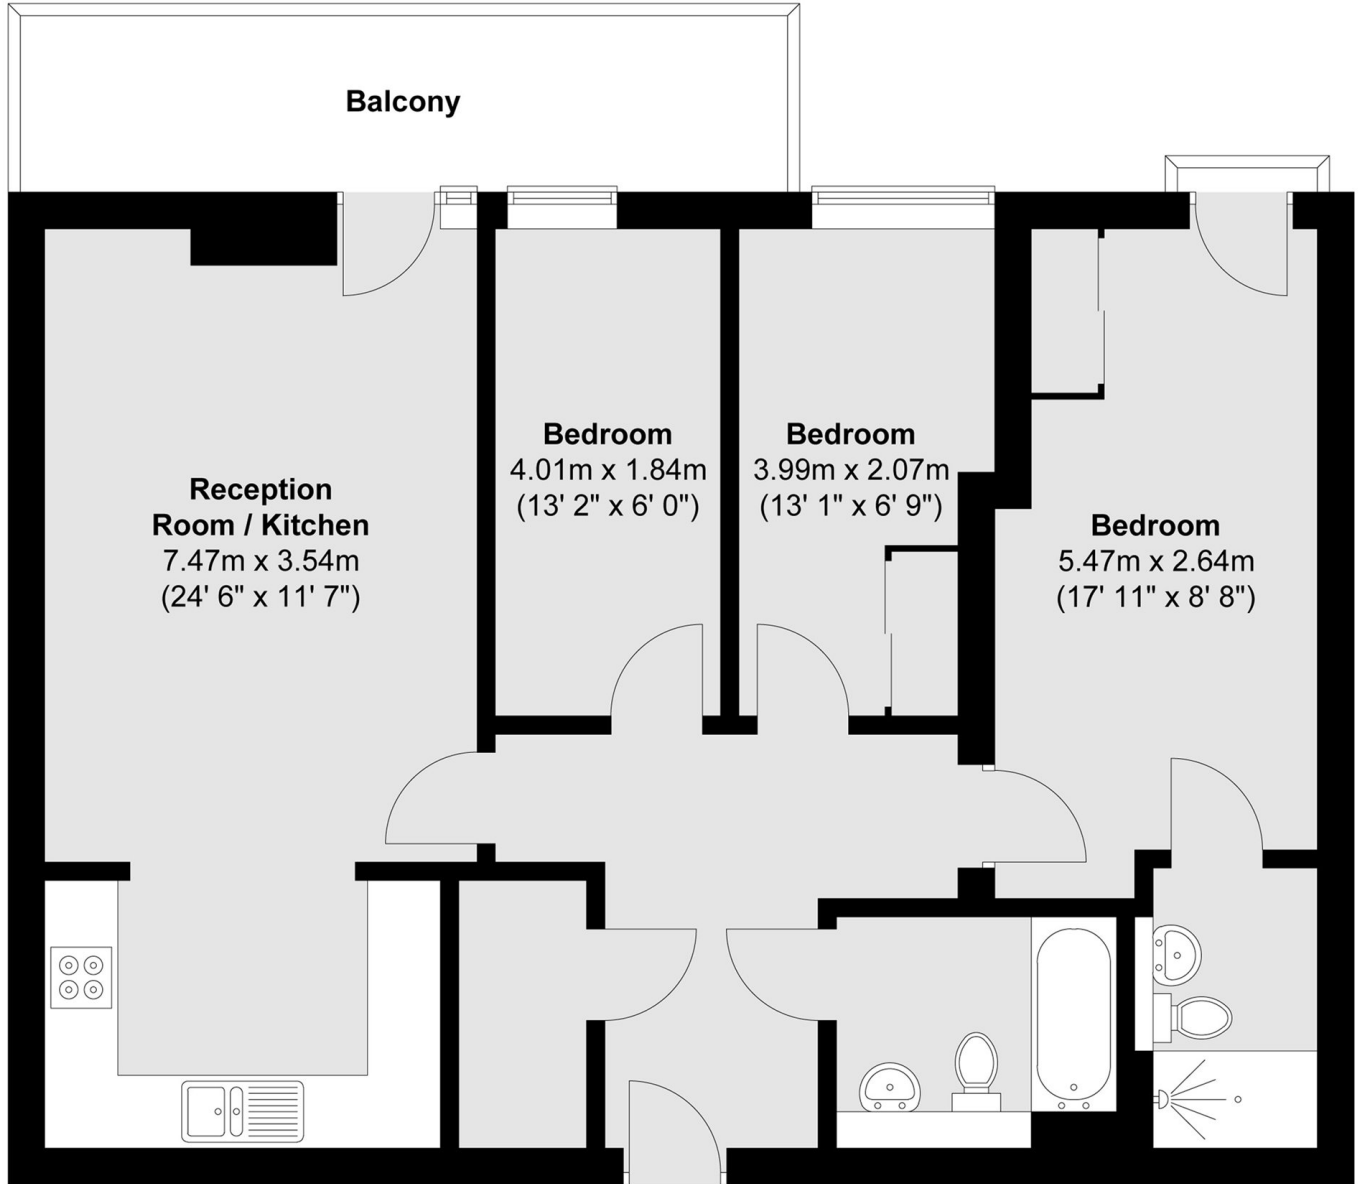 Balcony
Reception
Room / Kitchen
7.47m x 3.54m
(24' 6" x 11' 7")
Bedroom
4.01m x 1.84m
(13' 2" x 6' 0")
Bedroom
3.99m x 2.07m
(13' 1" x 6' 9")
Bedroom
5.47m x 2.64m
(17' 11" x 8' 8")